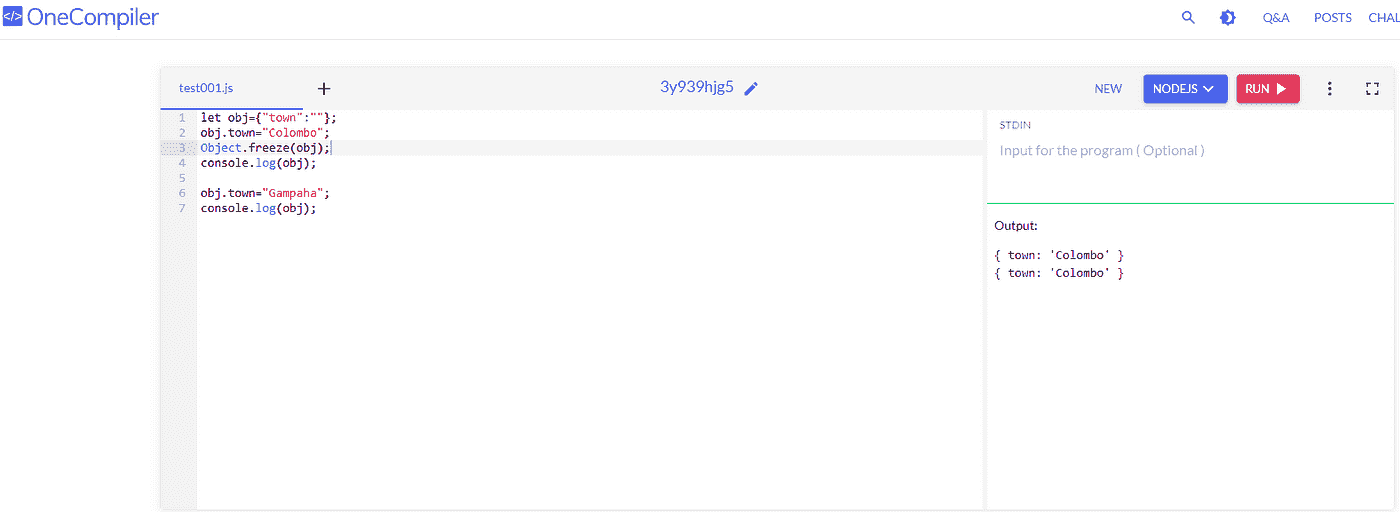 </> OneCompiler
Q&A POSTS CHAL
test001.js + 3y939hjg5 NEW NODEJS RUN
1 let obj={"town":""};
2 obj.town="Colombo";
3 Object.freeze(obj);
4 console.log(obj);
5
6 obj.town="Gampaha";
7 console.log(obj);
STDIN
Input for the program ( Optional )
Output:
{ town: 'Colombo' }
{ town: 'Colombo' }